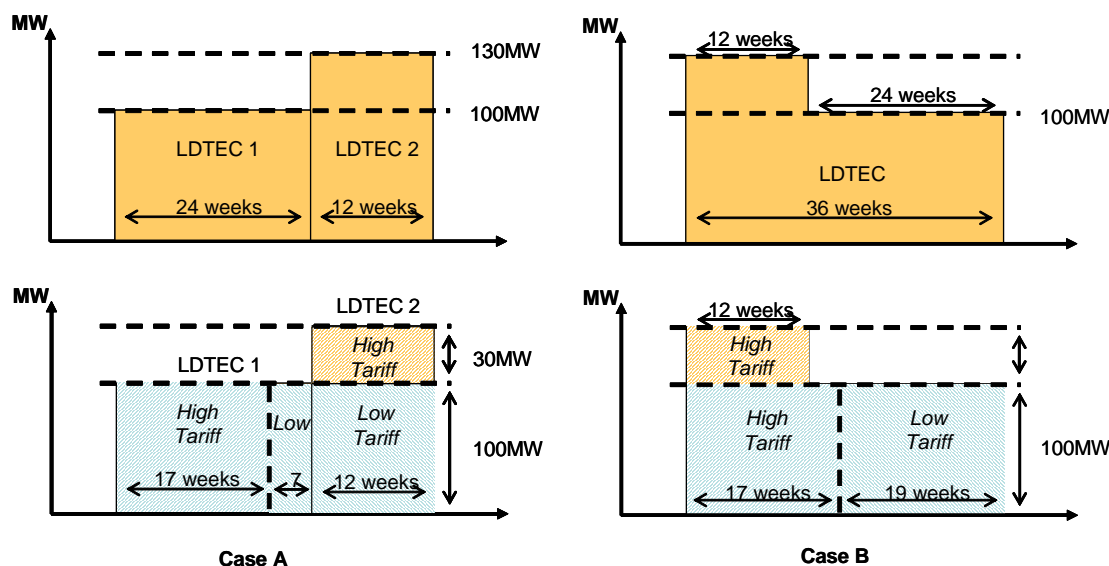 MW
130MW
100MW
LDTEC 1
LDTEC 2
24 weeks
12 weeks
MW
12 weeks
24 weeks
100MW
LDTEC
36 weeks
MW
LDTEC 2
LDTEC 1
High
Tariff
30MW
High
Tariff
Low
Low
Tariff
100MW
17 weeks
7
12 weeks
Case A
MW
12 weeks
High
Tariff
High
Tariff
Low
Tariff
100MW
17 weeks
19 weeks
Case B